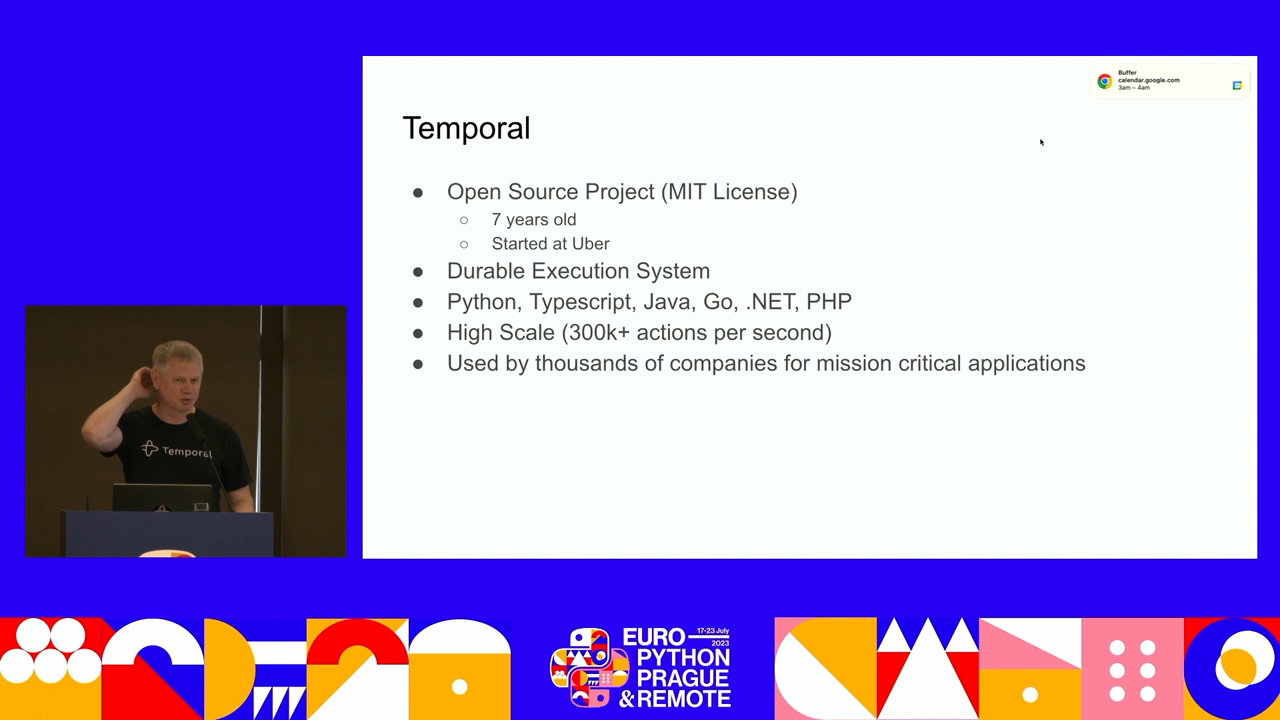 Buffer
calendar.google.com
3am – 4am
Temporal
● Open Source Project (MIT License)
○ 7 years old
○ Started at Uber
● Durable Execution System
● Python, Typescript, Java, Go, .NET, PHP
● High Scale (300k+ actions per second)
● Used by thousands of companies for mission critical applications
Temporal
17-23 July
2023
EURO
PYTHON
PRAGUE
& REMOTE